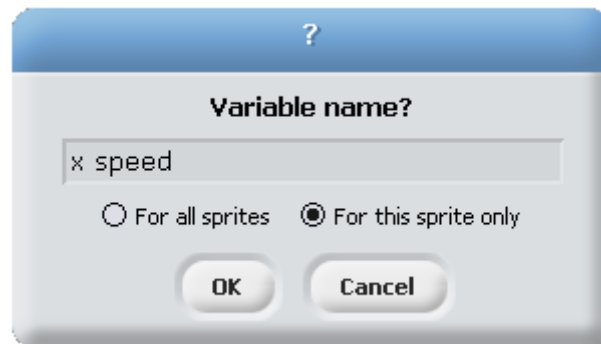 ?
Variable name?
x speed
For all sprites For this sprite only
OK Cancel